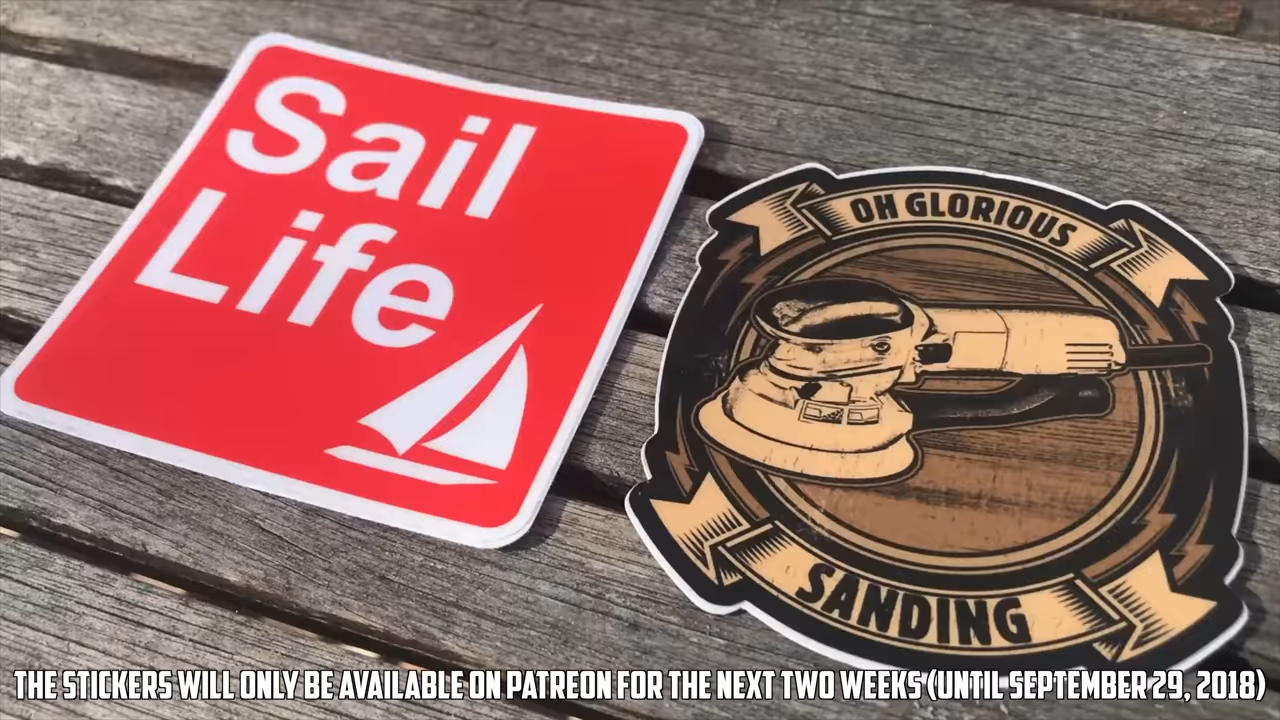 Sail
Life
OH GLORIOUS
SANDING
THE STICKERS WILL ONLY BE AVAILABLE ON PATREON FOR THE NEXT TWO WEEKS (UNTIL SEPTEMBER 29, 2018)